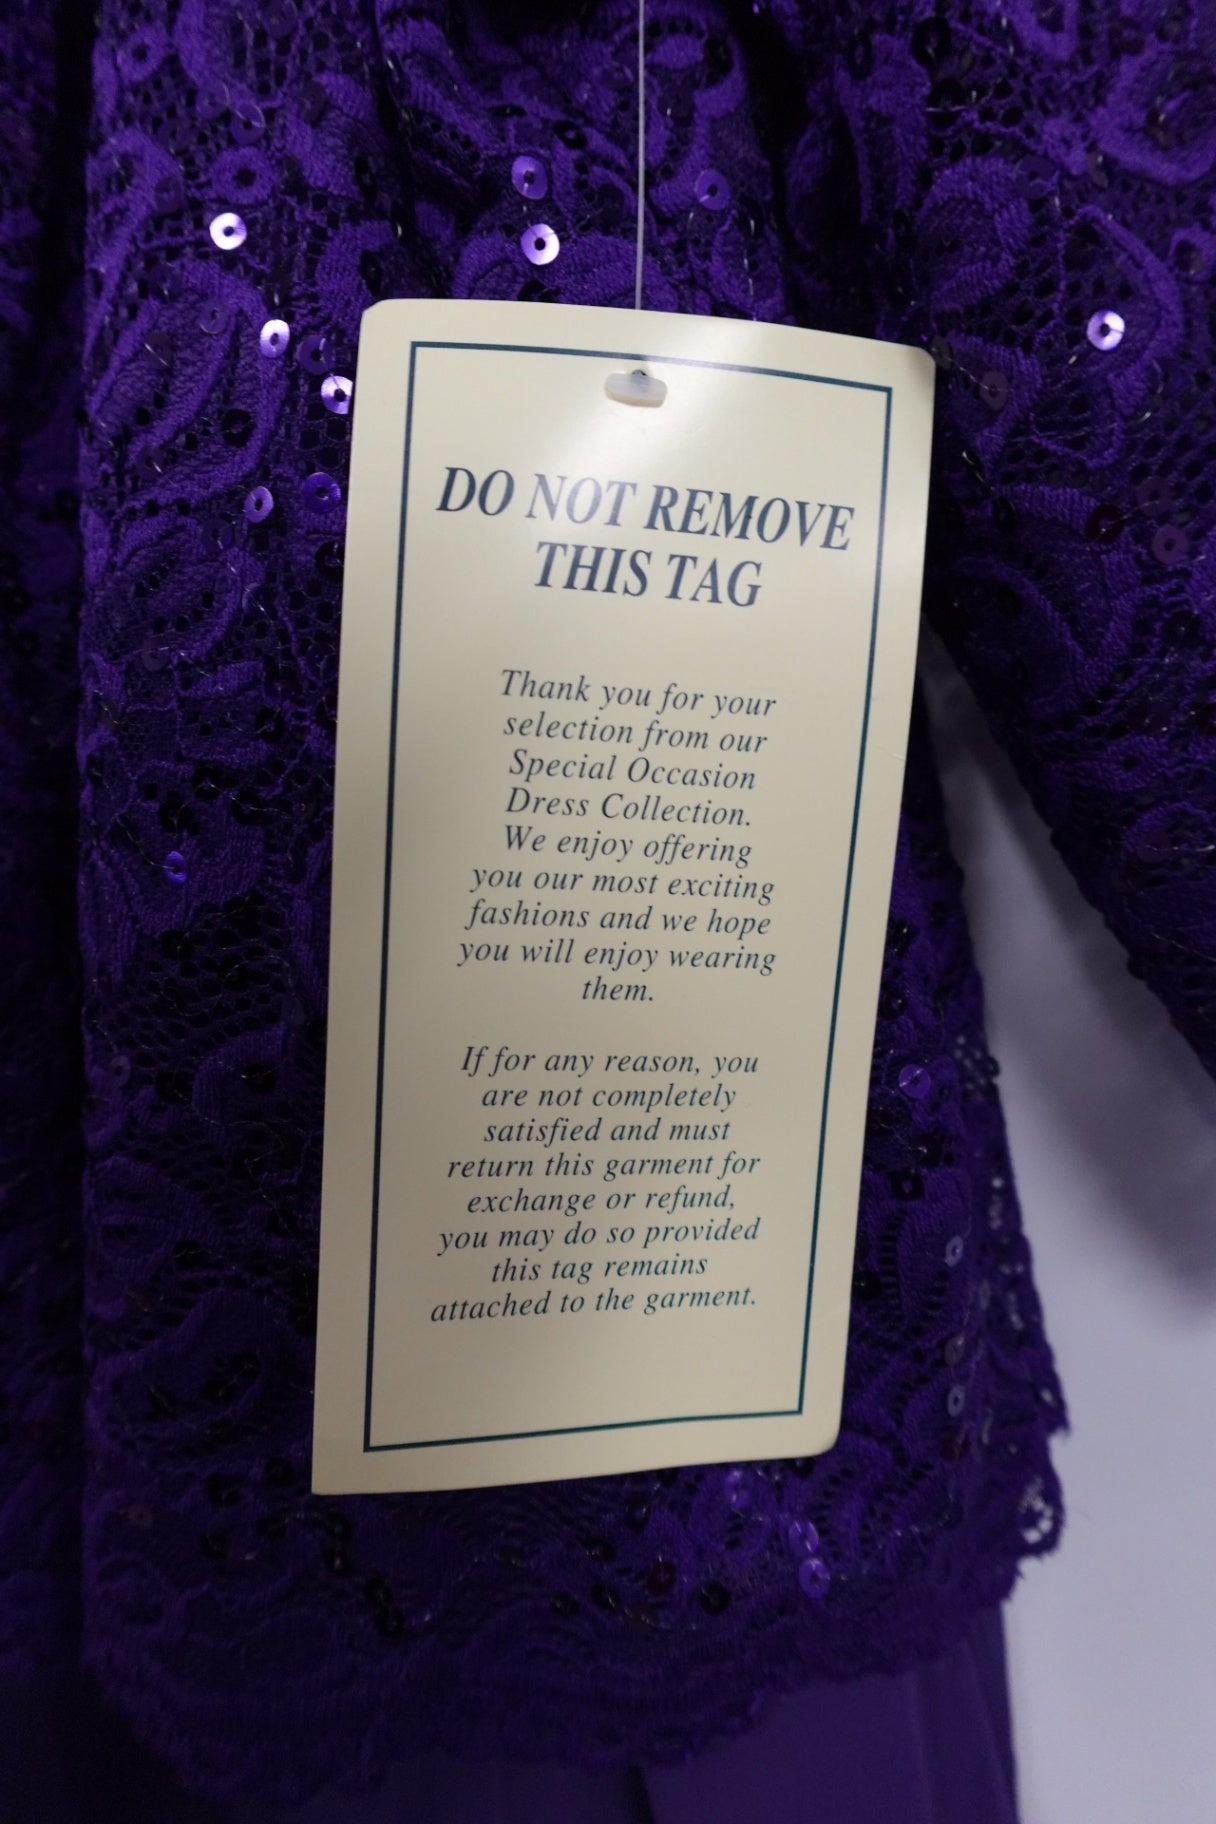 DO NOT REMOVE
THIS TAG
Thank you for your
selection from our
Special Occasion
Dress Collection.
We enjoy offering
you our most exciting
fashions and we hope
you will enjoy wearing
them.
If for any reason, you
are not completely
satisfied and must
return this garment for
exchange or refund,
you may do so provided
this tag remains
attached to the garment.